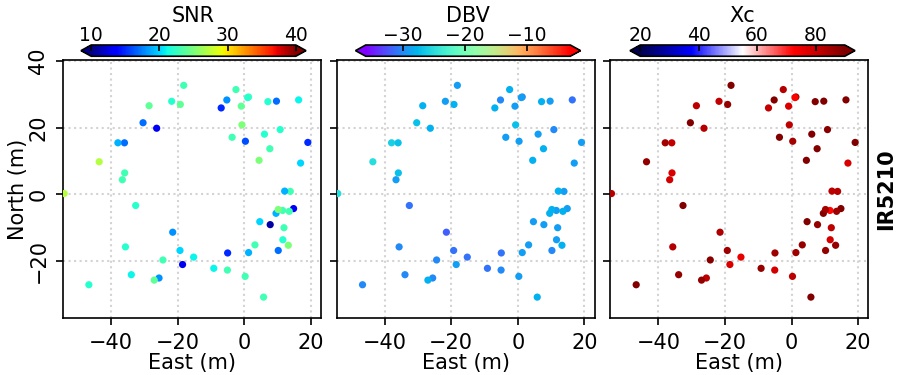 SNR DBV Xc
10 20 30 40 −30 −20 −10 20 40 60 80
40
20
0
−20
North (m)
−40 −20 0 20 −40 −20 0 20 −40 −20 0 20
East (m) East (m) East (m)
IR5210